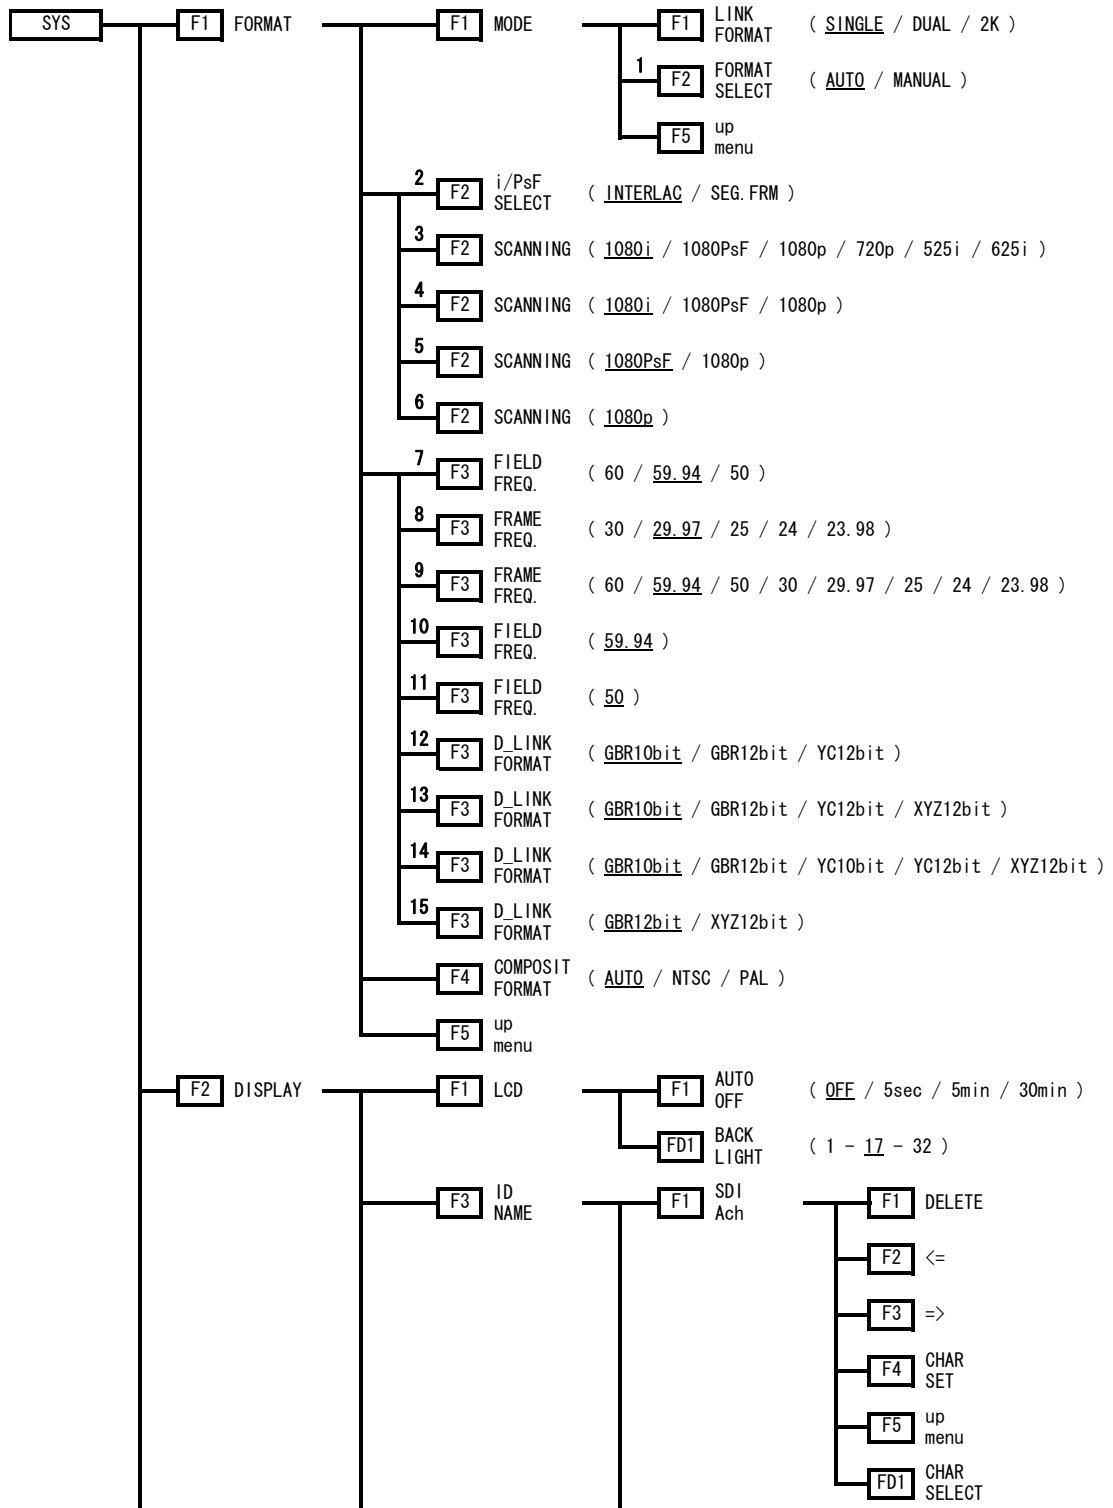 SYS F1 FORMAT F1 MODE F1 LINK FORMAT ( SINGLE / DUAL / 2K )
1 F2 FORMAT SELECT ( AUTO / MANUAL )
F5 up menu
2 F2 i/PsF SELECT ( INTERLAC / SEG.FRM )
3 F2 SCANNING ( 1080i / 1080PsF / 1080p / 720p / 525i / 625i )
4 F2 SCANNING ( 1080i / 1080PsF / 1080p )
5 F2 SCANNING ( 1080PsF / 1080p )
6 F2 SCANNING ( 1080p )
7 F3 FIELD FREQ. ( 60 / 59.94 / 50 )
8 F3 FRAME FREQ. ( 30 / 29.97 / 25 / 24 / 23.98 )
9 F3 FRAME FREQ. ( 60 / 59.94 / 50 / 30 / 29.97 / 25 / 24 / 23.98 )
10 F3 FIELD FREQ. ( 59.94 )
11 F3 FIELD FREQ. ( 50 )
12 F3 D_LINK FORMAT ( GBR10bit / GBR12bit / YC12bit )
13 F3 D_LINK FORMAT ( GBR10bit / GBR12bit / YC12bit / XYZ12bit )
14 F3 D_LINK FORMAT ( GBR10bit / GBR12bit / YC10bit / YC12bit / XYZ12bit )
15 F3 D_LINK FORMAT ( GBR12bit / XYZ12bit )
F4 COMPOSIT FORMAT ( AUTO / NTSC / PAL )
F5 up menu
F2 DISPLAY F1 LCD F1 AUTO OFF ( OFF / 5sec / 5min / 30min )
FD1 BACK LIGHT ( 1 - 17 - 32 )
F3 ID NAME F1 SDI Ach F1 DELETE
F2 <=
F3 =>
F4 CHAR SET
F5 up menu
FD1 CHAR SELECT